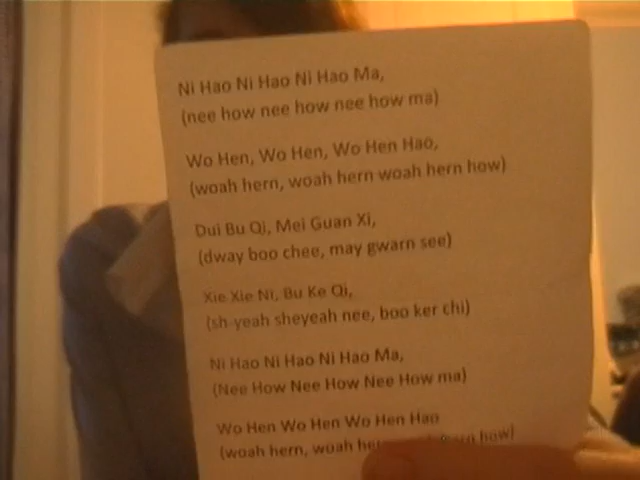 Ni Hao Ni Hao Ni Hao Ma,
(nee how nee how nee how ma)
Wo Hen, Wo Hen, Wo Hen Hao,
(woah hern, woah hern woah hern how)
Dui Bu Qi, Mei Guan Xi,
(dway boo chee, may gwarn see)
Xie Xie Ni, Bu Ke Qi,
(sh-yeah sheyeah nee, boo ker chi)
Ni Hao Ni Hao Ni Hao Ma,
(Nee How Nee How Nee How ma)
Wo Hen Wo Hen Wo Hen Hao
(woah hern, woah how)